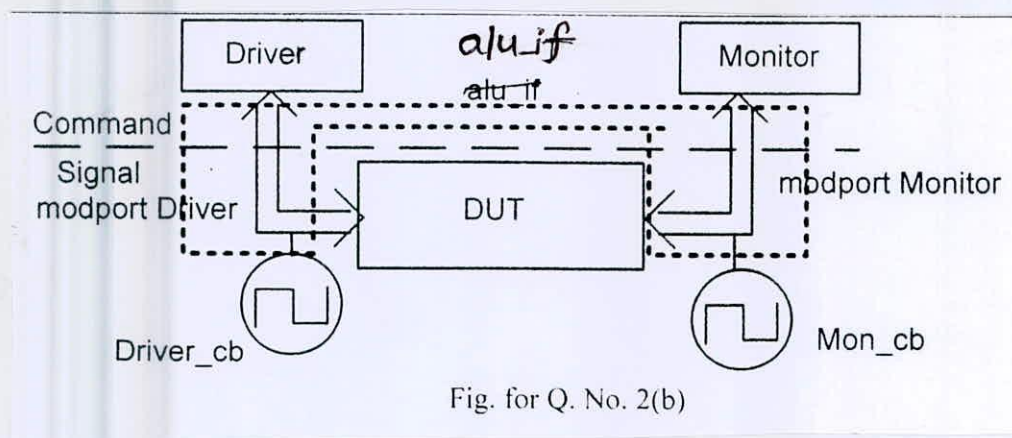 Driver
alu_if
alu_if
Monitor
Command
Signal
modport Driver
DUT
modport Monitor
Driver_cb
Mon_cb
Fig. for Q. No. 2(b)